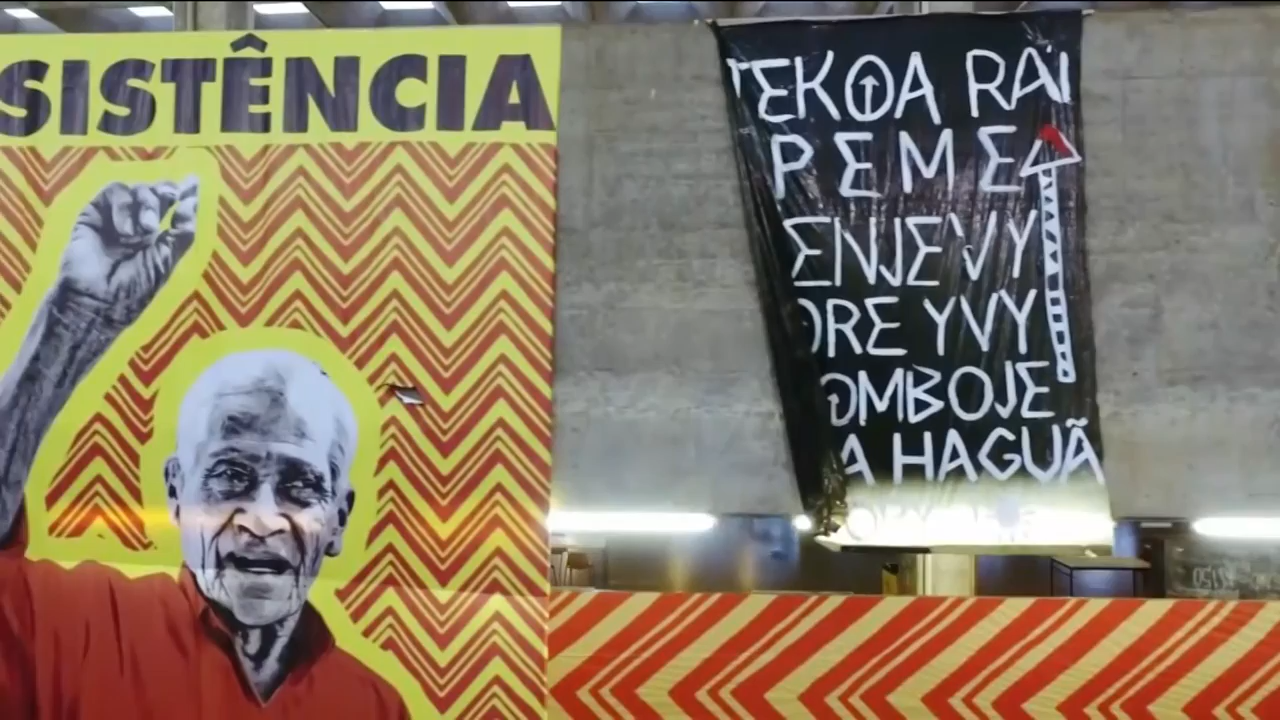 SISTÊNCIA
TEKOA RAI
PEME
ENJEVY
ORE YVY
OMBOJE
A HAGUÃ